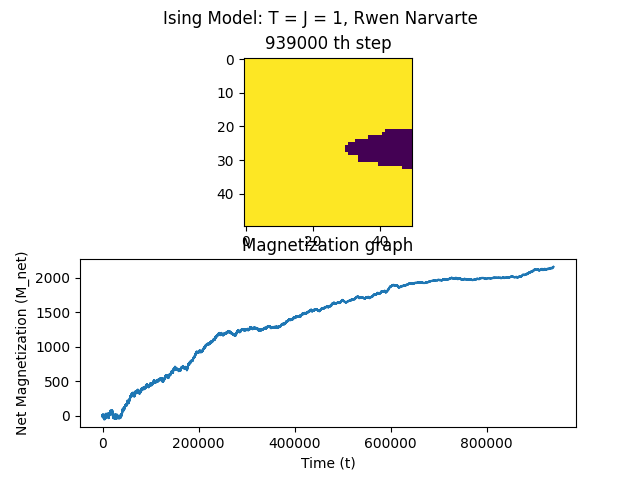 Ising Model: T = J = 1, Rwen Narvarte
939000 th step
0
10
20
30
40
0 20 40
Magnetization graph
Net Magnetization (M_net)
2000
1500
1000
500
0
0 200000 400000 600000 800000
Time (t)